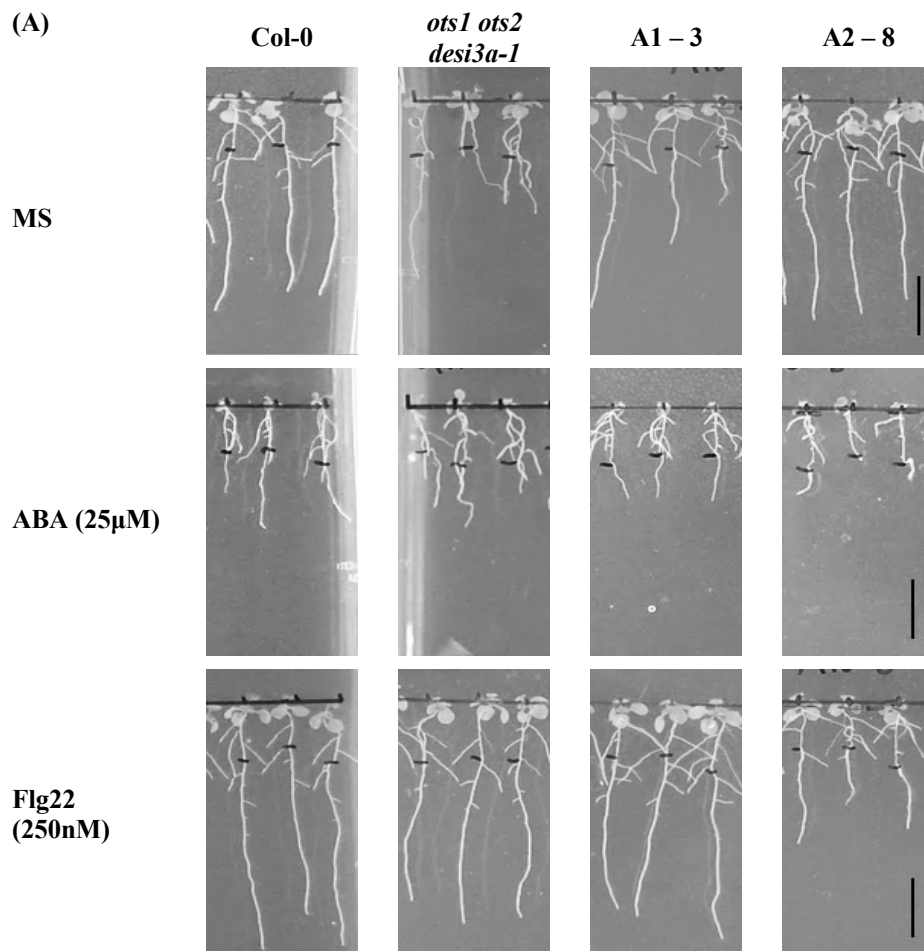 (A)
Col-0
ots1 ots2
desi3a-1
A1 – 3
A2 – 8
MS
ABA (25µM)
Flg22
(250nM)